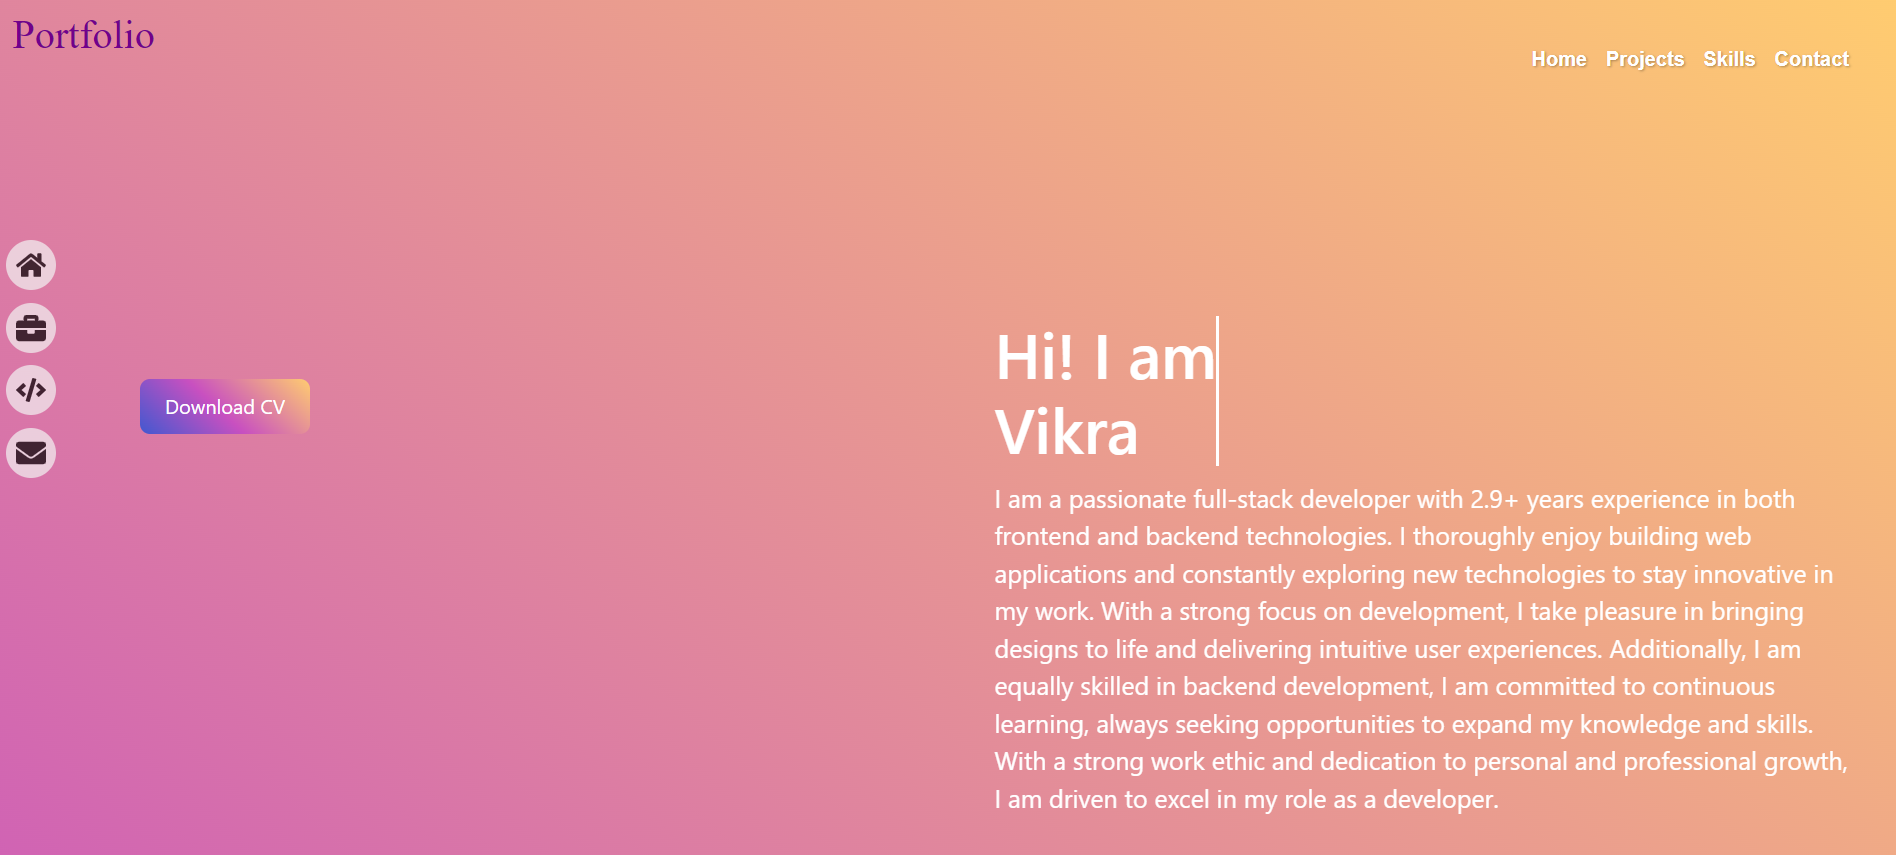 Portfolio
Home Projects Skills Contact
Download CV
Hi! I am
Vikra
I am a passionate full-stack developer with 2.9+ years experience in both
frontend and backend technologies. I thoroughly enjoy building web
applications and constantly exploring new technologies to stay innovative in
my work. With a strong focus on development, I take pleasure in bringing
designs to life and delivering intuitive user experiences. Additionally, I am
equally skilled in backend development, I am committed to continuous
learning, always seeking opportunities to expand my knowledge and skills.
With a strong work ethic and dedication to personal and professional growth,
I am driven to excel in my role as a developer.